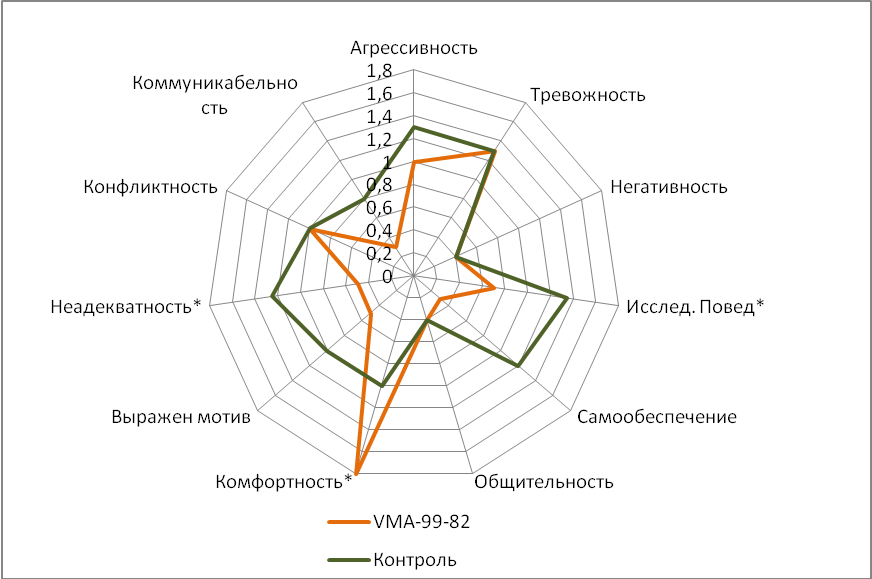 Агрессивность
Тревожность
Негативность
Исслед. Повед*
Самообеспечение
Общительность
Комфортность*
Выражен мотив
Неадекватность*
Конфликтность
Коммуникабельно
сть
1,8
1,6
1,4
1,2
1
0,8
0,6
0,4
0,2
0
VMA-99-82
Контроль